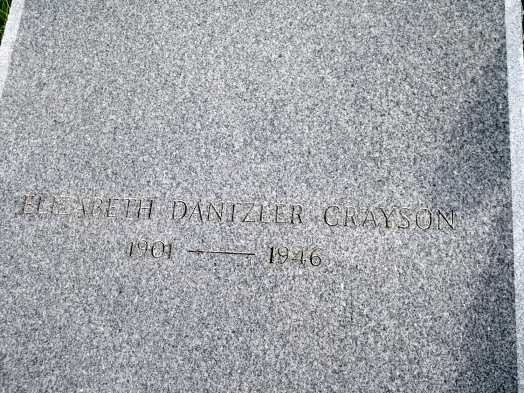 ELIZABETH DANTZLER GRAYSON
1901 — 1946